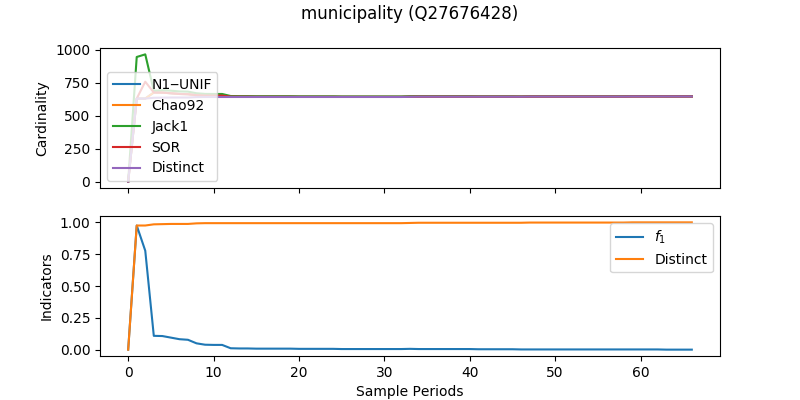 municipality (Q27676428)
1000
750
500
250
0
Cardinality
N1‒UNIF
Chao92
Jack1
SOR
Distinct
1.00
0.75
0.50
0.25
0.00
Indicators
f₁
Distinct
0 10 20 30 40 50 60
Sample Periods